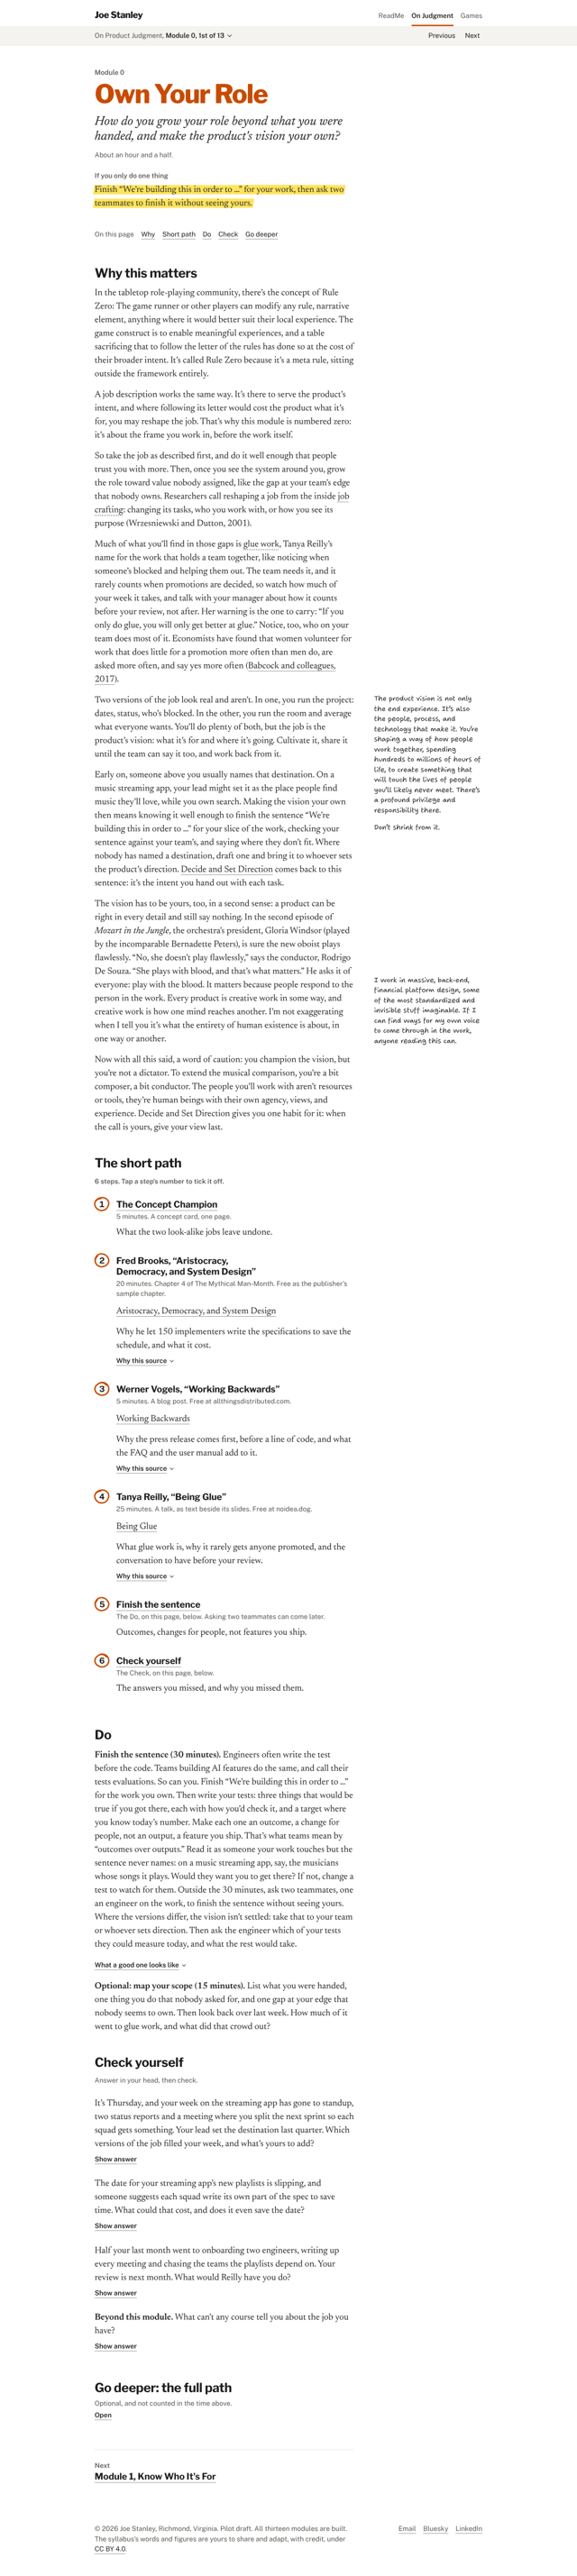 Joe Stanley
ReadMe On Judgment Games
On Product Judgment, Module 0, 1st of 13
Previous Next
Module 0
Own Your Role
How do you grow your role beyond what you were
handed, and make the product's vision your own?
About an hour and a half.
If you only do one thing
Finish “We're building this in order to ...” for your work, then ask two
teammates to finish it without seeing yours.
On this page Why Short path Do Check Go deeper
Why this matters
In the tabletop role-playing community, there's the concept of Rule
Zero: The game runner or other players can modify any rule, narrative
element, anything where it would better suit their local experience. The
game construct is to enable meaningful experiences, and a table
sacrificing that to follow the letter of the rules has done so at the cost of
their broader intent. It's called Rule Zero because it's a meta rule, sitting
outside the framework entirely.
A job description works the same way. It's there to serve the product's
intent, and where following its letter would cost the product what it's
for, you may reshape the job. That's why this module is numbered zero:
it's about the frame you work in, before the work itself.
So take the job as described first, and do it well enough that people
trust you with more. Then, once you see the system around you, grow
the role toward value nobody assigned, like the gap at your team's edge
that nobody owns. Researchers call reshaping a job from the inside job
crafting: changing its tasks, who you work with, or how you see its
purpose (Wrzesniewski and Dutton, 2001).
Much of what you'll find in those gaps is glue work, Tanya Reilly's
name for the work that holds a team together, like noticing when
someone's blocked and helping them out. The team needs it, and it
rarely counts when promotions are decided, so watch how much of
your week it takes, and talk with your manager about how it counts
before your review, not after. Her warning is the one to carry: “If you
only do glue, you will only get better at glue.” Notice, too, who on your
team does most of it. Economists have found that women volunteer for
work that does little for a promotion more often than men do, are
asked more often, and say yes more often (Babcock and colleagues,
2017).
Two versions of the job look real and aren't. In one, you run the project:
dates, status, who's blocked. In the other, you run the room and average
what everyone wants. You'll do plenty of both, but the job is the
product's vision: what it's for and where it's going. Cultivate it, share it
until the team can say it too, and work back from it.
The product vision is not only
the end experience. It's also
the people, process, and
technology that make it. You're
shaping a way of how people
work together, spending
hundreds to millions of hours of
life, to create something that
will touch the lives of people
you'll likely never meet. There's
a profound privilege and
responsibility there.
Don't shrink from it.
Early on, someone above you usually names that destination. On a
music streaming app, your lead might set it as the place people find
music they'll love, while you own search. Making the vision your own
then means knowing it well enough to finish the sentence “We're
building this in order to ...” for your slice of the work, checking your
sentence against your team's, and saying where they don't fit. Where
nobody has named a destination, draft one and bring it to whoever sets
the product's direction. Decide and Set Direction comes back to this
sentence: it's the intent you hand out with each task.
The vision has to be yours, too, in a second sense: a product can be
right in every detail and still say nothing. In the second episode of
Mozart in the Jungle, the orchestra's president, Gloria Windsor (played
by the incomparable Bernadette Peters), is sure the new oboist plays
flawlessly. “No, she doesn't play flawlessly,” says the conductor, Rodrigo
De Souza. “She plays with blood, and that's what matters.” He asks it of
everyone: play with the blood. It matters because people respond to the
person in the work. Every product is creative work in some way, and
creative work is how one mind reaches another. I'm not exaggerating
when I tell you it's what the entirety of human existence is about, in
one way or another.
I work in massive, back-end,
financial platform design, some
of the most standardized and
invisible stuff imaginable. If I
can find ways for my own voice
to come through in the work,
anyone reading this can.
Now with all this said, a word of caution: you champion the vision, but
you're not a dictator. To extend the musical comparison, you're a bit
composer, a bit conductor. The people you'll work with aren't resources
or tools, they're human beings with their own agency, views, and
experience. Decide and Set Direction gives you one habit for it: when
the call is yours, give your view last.
The short path
6 steps. Tap a step's number to tick it off.
1 The Concept Champion
5 minutes. A concept card, one page.
What the two look-alike jobs leave undone.
2 Fred Brooks, “Aristocracy,
Democracy, and System Design”
20 minutes. Chapter 4 of The Mythical Man-Month. Free as the publisher's
sample chapter.
Aristocracy, Democracy, and System Design
Why he let 150 implementers write the specifications to save the
schedule, and what it cost.
Why this source
3 Werner Vogels, “Working Backwards”
5 minutes. A blog post. Free at allthingsdistributed.com.
Working Backwards
Why the press release comes first, before a line of code, and what
the FAQ and the user manual add to it.
Why this source
4 Tanya Reilly, “Being Glue”
25 minutes. A talk, as text beside its slides. Free at noidea.dog.
Being Glue
What glue work is, why it rarely gets anyone promoted, and the
conversation to have before your review.
Why this source
5 Finish the sentence
The Do, on this page, below. Asking two teammates can come later.
Outcomes, changes for people, not features you ship.
6 Check yourself
The Check, on this page, below.
The answers you missed, and why you missed them.
Do
Finish the sentence (30 minutes). Engineers often write the test
before the code. Teams building AI features do the same, and call their
tests evaluations. So can you. Finish “We're building this in order to ...”
for the work you own. Then write your tests: three things that would be
true if you got there, each with how you'd check it, and a target where
you know today's number. Make each one an outcome, a change for
people, not an output, a feature you ship. That's what teams mean by
“outcomes over outputs.” Read it as someone your work touches but the
sentence never names: on a music streaming app, say, the musicians
whose songs it plays. Would they want you to get there? If not, change a
test to watch for them. Outside the 30 minutes, ask two teammates, one
an engineer on the work, to finish the sentence without seeing yours.
Where the versions differ, the vision isn't settled: take that to your team
or whoever sets direction. Then ask the engineer which of your tests
they could measure today, and what the rest would take.
What a good one looks like
Optional: map your scope (15 minutes). List what you were handed,
one thing you do that nobody asked for, and one gap at your edge that
nobody seems to own. Then look back over last week. How much of it
went to glue work, and what did that crowd out?
Check yourself
Answer in your head, then check.
It's Thursday, and your week on the streaming app has gone to standup,
two status reports and a meeting where you split the next sprint so each
squad gets something. Your lead set the destination last quarter. Which
versions of the job filled your week, and what's yours to add?
Show answer
The date for your streaming app's new playlists is slipping, and
someone suggests each squad write its own part of the spec to save
time. What could that cost, and does it even save the date?
Show answer
Half your last month went to onboarding two engineers, writing up
every meeting and chasing the teams the playlists depend on. Your
review is next month. What would Reilly have you do?
Show answer
Beyond this module. What can't any course tell you about the job you
have?
Show answer
Go deeper: the full path
Optional, and not counted in the time above.
Open
Next
Module 1, Know Who It's For
© 2026 Joe Stanley, Richmond, Virginia. Pilot draft. All thirteen modules are built.
The syllabus's words and figures are yours to share and adapt, with credit, under
CC BY 4.0.
Email Bluesky LinkedIn